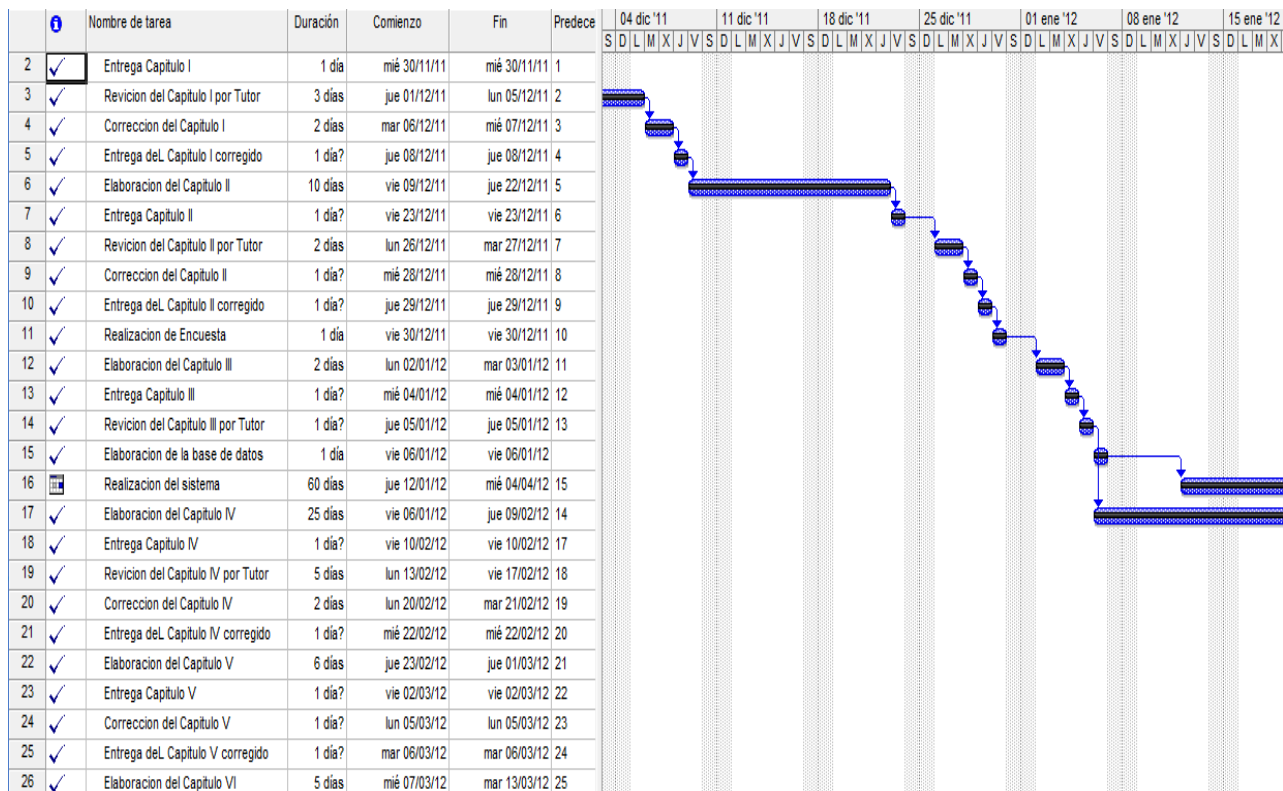 Nombre de tarea Duración Comienzo Fin Predece 04 dic '11 11 dic '11 18 dic '11 25 dic '11 01 ene '12 08 ene '12 15 ene '12
S D L M X J V S D L M X J V S D L M X J V S D L M X J V S D L M X J V S D L M X J V S D L M X
2 Entrega Capitulo I 1 día mié 30/11/11 mié 30/11/11 1
3 Revicion del Capitulo I por Tutor 3 días jue 01/12/11 lun 05/12/11 2
4 Correccion del Capitulo I 2 días mar 06/12/11 mié 07/12/11 3
5 Entrega deL Capitulo I corregido 1 día? jue 08/12/11 jue 08/12/11 4
6 Elaboracion del Capitulo II 10 días vie 09/12/11 jue 22/12/11 5
7 Entrega Capitulo II 1 día? vie 23/12/11 vie 23/12/11 6
8 Revicion del Capitulo II por Tutor 2 días lun 26/12/11 mar 27/12/11 7
9 Correccion del Capitulo II 1 día? mié 28/12/11 mié 28/12/11 8
10 Entrega deL Capitulo II corregido 1 día? jue 29/12/11 jue 29/12/11 9
11 Realizacion de Encuesta 1 día vie 30/12/11 vie 30/12/11 10
12 Elaboracion del Capitulo III 2 días lun 02/01/12 mar 03/01/12 11
13 Entrega Capitulo III 1 día? mié 04/01/12 mié 04/01/12 12
14 Revicion del Capitulo III por Tutor 1 día? jue 05/01/12 jue 05/01/12 13
15 Elaboracion de la base de datos 1 día vie 06/01/12 vie 06/01/12
16 Realizacion del sistema 60 días jue 12/01/12 mié 04/04/12 15
17 Elaboracion del Capitulo IV 25 días vie 06/01/12 jue 09/02/12 14
18 Entrega Capitulo IV 1 día? vie 10/02/12 vie 10/02/12 17
19 Revicion del Capitulo IV por Tutor 5 días lun 13/02/12 vie 17/02/12 18
20 Correccion del Capitulo IV 2 días lun 20/02/12 mar 21/02/12 19
21 Entrega deL Capitulo IV corregido 1 día? mié 22/02/12 mié 22/02/12 20
22 Elaboracion del Capitulo V 6 días jue 23/02/12 jue 01/03/12 21
23 Entrega Capitulo V 1 día? vie 02/03/12 vie 02/03/12 22
24 Correccion del Capitulo V 1 día? lun 05/03/12 lun 05/03/12 23
25 Entrega deL Capitulo V corregido 1 día? mar 06/03/12 mar 06/03/12 24
26 Elaboracion del Capitulo VI 5 días mié 07/03/12 mar 13/03/12 25